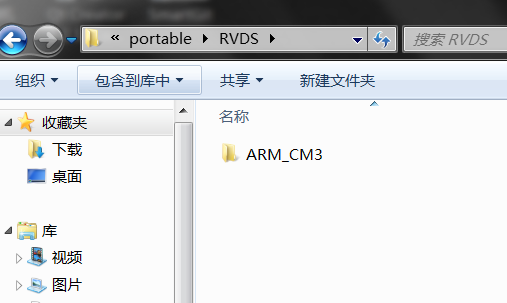 « portable RVDS
搜索 RVDS
组织 包含到库中 共享 新建文件夹
收藏夹
下载
桌面
库
视频
图片
名称
ARM_CM3